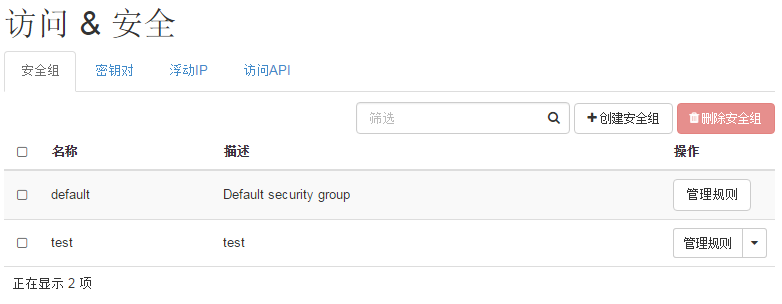 访问 & 安全
安全组 密钥对 浮动IP 访问API
筛选 创建安全组 删除安全组
名称 描述 操作
default Default security group 管理规则
test test 管理规则
正在显示 2 项